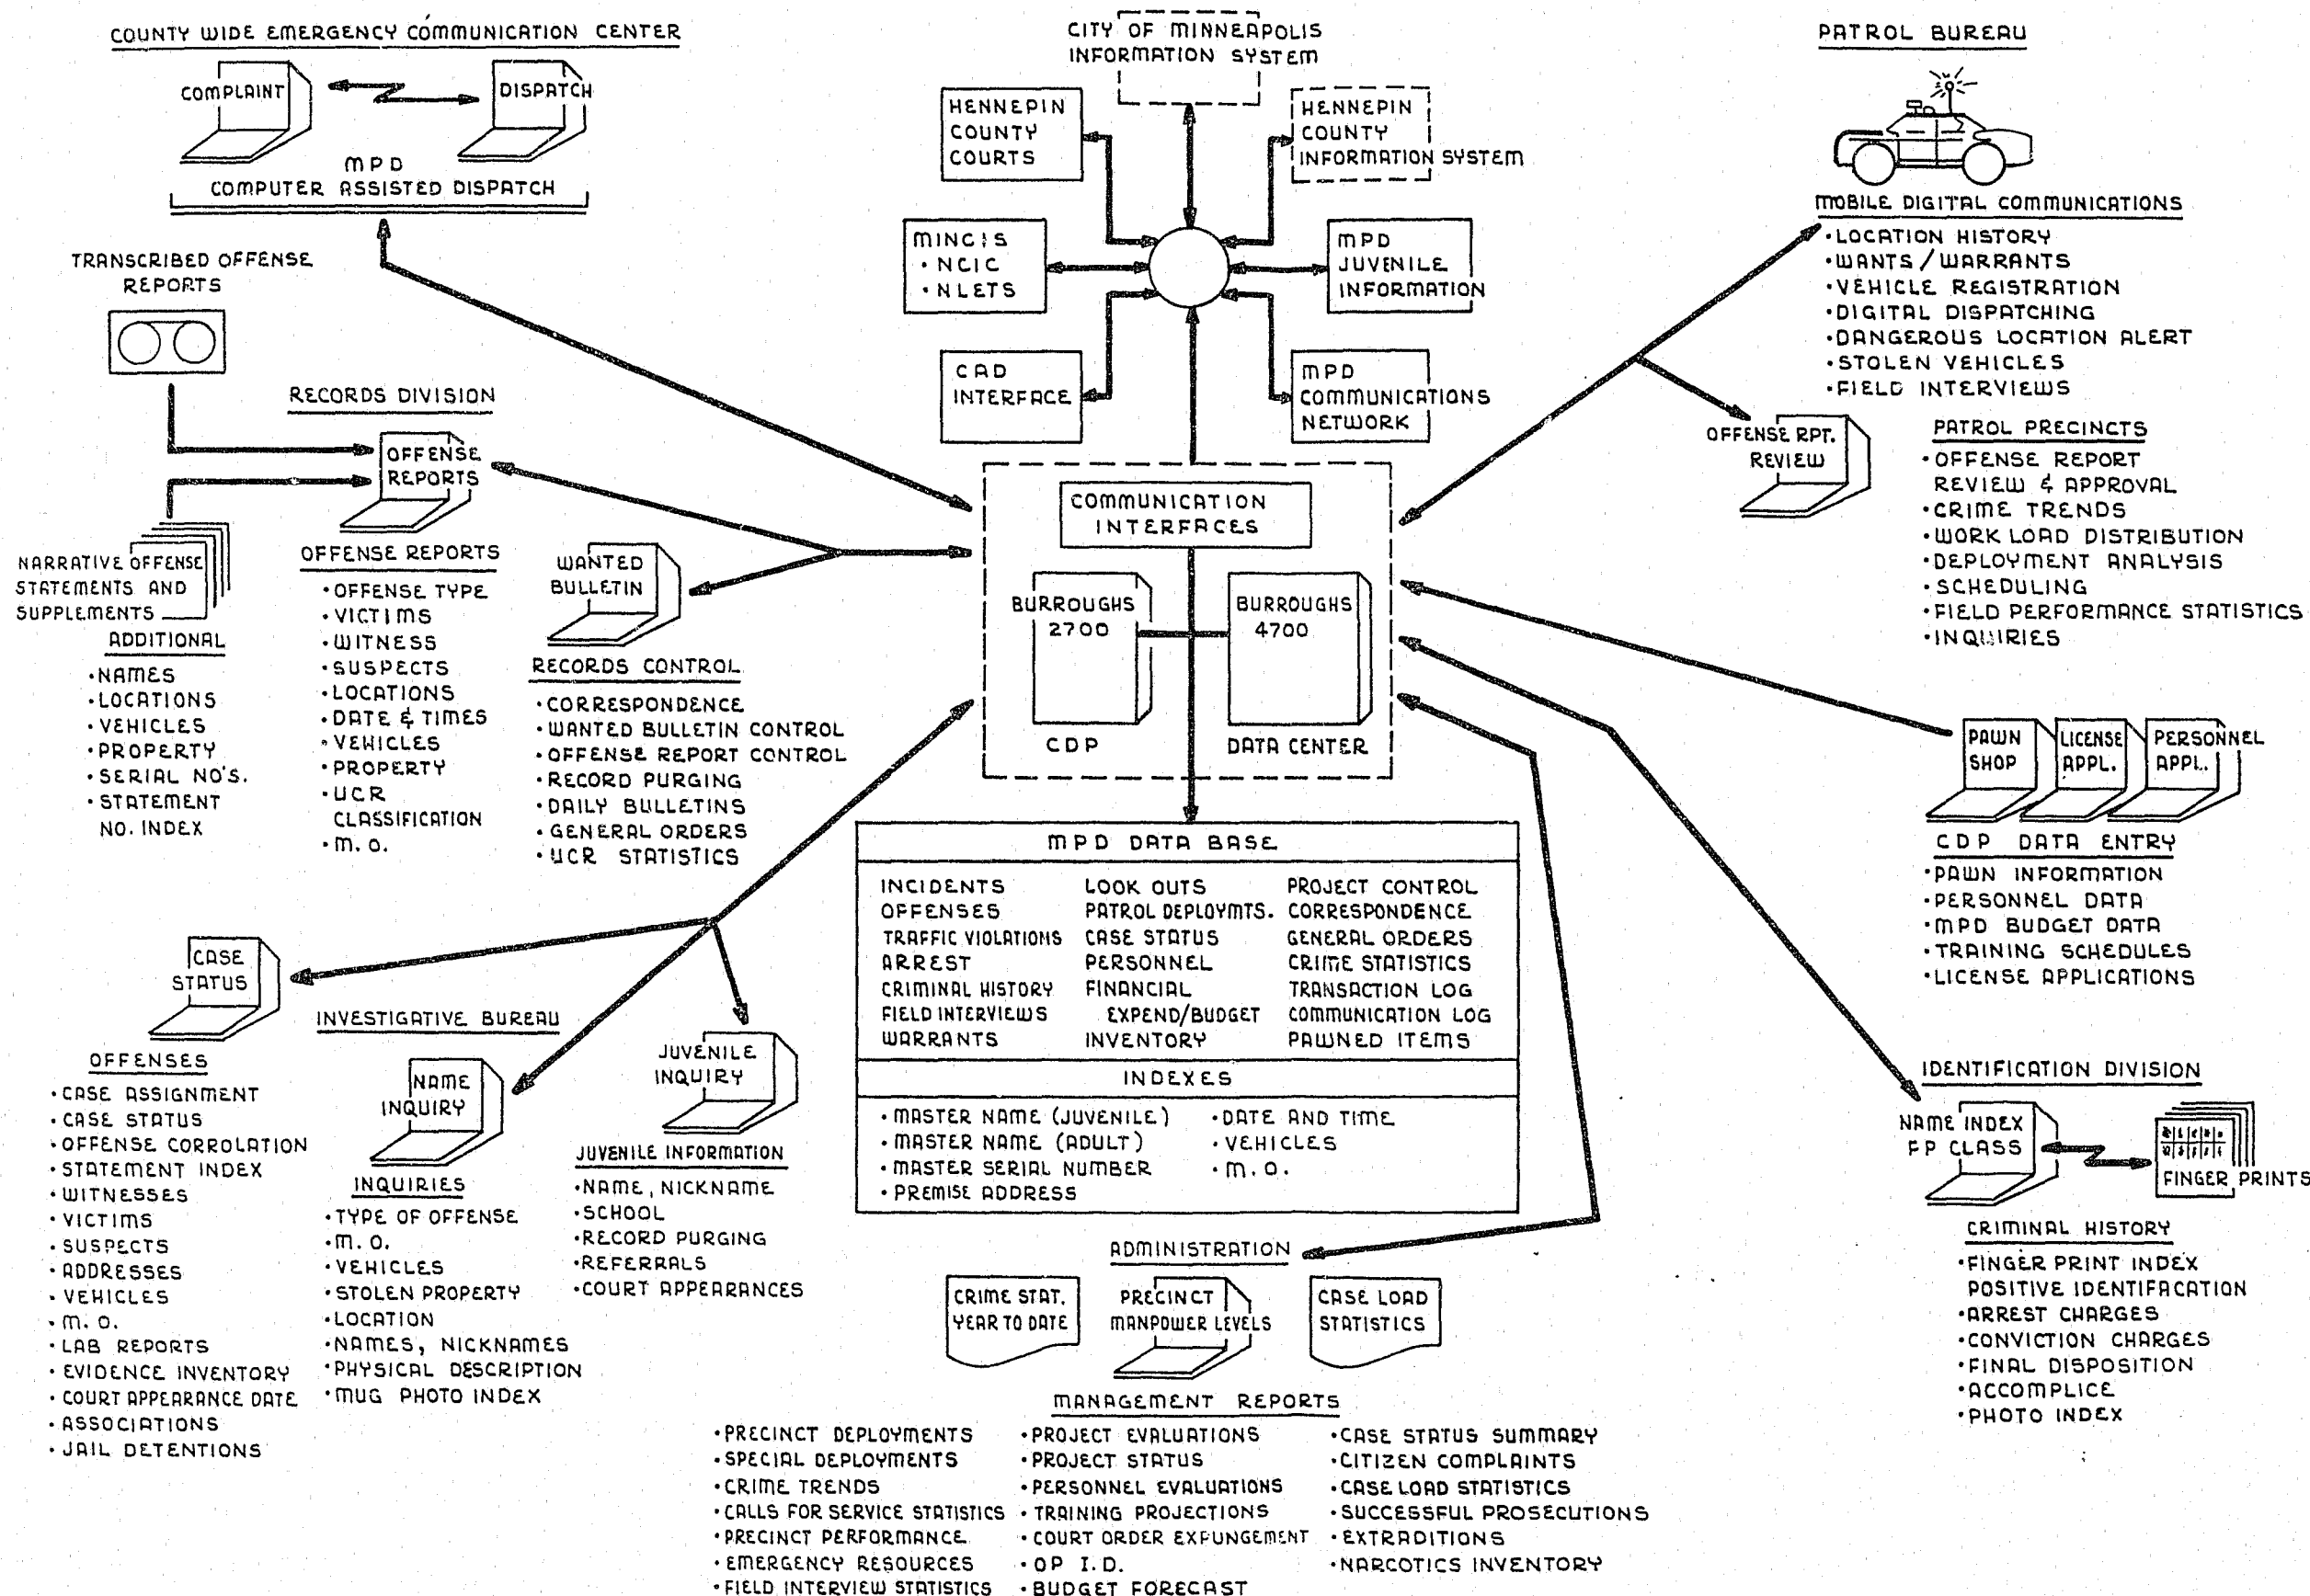 COUNTY WIDE EMERGENCY COMMUNICATION CENTER
COMPLAINT
DISPATCH
MPD
COMPUTER ASSISTED DISPATCH
TRANSCRIBED OFFENSE
REPORTS
RECORDS DIVISION
OFFENSE
REPORTS
NARRATIVE OFFENSE
STATEMENTS AND
SUPPLEMENTS
ADDITIONAL
•NAMES
•LOCATIONS
•VEHICLES
•PROPERTY
•SERIAL NO'S.
•STATEMENT
NO. INDEX
OFFENSE REPORTS
•OFFENSE TYPE
•VICTIMS
•WITNESS
•SUSPECTS
•LOCATIONS
•DATE & TIMES
•VEHICLES
•PROPERTY
•UCR
CLASSIFICATION
•M.O.
WANTED
BULLETIN
RECORDS CONTROL
•CORRESPONDENCE
•WANTED BULLETIN CONTROL
•OFFENSE REPORT CONTROL
•RECORD PURGING
•DAILY BULLETINS
•GENERAL ORDERS
•UCR STATISTICS
CITY OF MINNEAPOLIS
INFORMATION SYSTEM
HENNEPIN
COUNTY
COURTS
HENNEPIN
COUNTY
INFORMATION SYSTEM
MINCIS
•NCIC
•NLETS
MPD
JUVENILE
INFORMATION
CAD
INTERFACE
MPD
COMMUNICATIONS
NETWORK
COMMUNICATION
INTERFACES
BURROUGHS
2700
BURROUGHS
4700
CDP
DATA CENTER
MPD DATA BASE
INCIDENTS
OFFENSES
TRAFFIC VIOLATIONS
ARREST
CRIMINAL HISTORY
FIELD INTERVIEWS
WARRANTS
LOOK OUTS
PATROL DEPLOYMTS.
CASE STATUS
PERSONNEL
FINANCIAL
EXPEND/BUDGET
INVENTORY
PROJECT CONTROL
CORRESPONDENCE
GENERAL ORDERS
CRIME STATISTICS
TRANSACTION LOG
COMMUNICATION LOG
PAWNED ITEMS
INDEXES
•MASTER NAME (JUVENILE)
•MASTER NAME (ADULT)
•MASTER SERIAL NUMBER
•PREMISE ADDRESS
•DATE AND TIME
•VEHICLES
•M.O.
PATROL BUREAU
MOBILE DIGITAL COMMUNICATIONS
•LOCATION HISTORY
•WANTS/WARRANTS
•VEHICLE REGISTRATION
•DIGITAL DISPATCHING
•DANGEROUS LOCATION ALERT
•STOLEN VEHICLES
•FIELD INTERVIEWS
OFFENSE RPT.
REVIEW
PATROL PRECINCTS
•OFFENSE REPORT
REVIEW & APPROVAL
•CRIME TRENDS
•WORK LOAD DISTRIBUTION
•DEPLOYMENT ANALYSIS
•SCHEDULING
•FIELD PERFORMANCE STATISTICS
•INQUIRIES
PAWN
SHOP
LICENSE
APPL.
PERSONNEL
APPL.
CDP DATA ENTRY
•PAWN INFORMATION
•PERSONNEL DATA
•MPD BUDGET DATA
•TRAINING SCHEDULES
•LICENSE APPLICATIONS
IDENTIFICATION DIVISION
NAME INDEX
FP CLASS
FINGER PRINTS
CRIMINAL HISTORY
•FINGER PRINT INDEX
POSITIVE IDENTIFACATION
•ARREST CHARGES
•CONVICTION CHARGES
•FINAL DISPOSITION
•ACCOMPLICE
•PHOTO INDEX
CASE
STATUS
INVESTIGATIVE BUREAU
OFFENSES
•CASE ASSIGNMENT
•CASE STATUS
•OFFENSE CORROLATION
•STATEMENT INDEX
•WITNESSES
•VICTIMS
•SUSPECTS
•ADDRESSES
•VEHICLES
•M.O.
•LAB REPORTS
•EVIDENCE INVENTORY
•COURT APPEARANCE DATE
•ASSOCIATIONS
•JAIL DETENTIONS
NAME
INQUIRY
INQUIRIES
•TYPE OF OFFENSE
•M.O.
•VEHICLES
•STOLEN PROPERTY
•LOCATION
•NAMES, NICKNAMES
•PHYSICAL DESCRIPTION
•MUG PHOTO INDEX
JUVENILE
INQUIRY
JUVENILE INFORMATION
•NAME, NICKNAME
•SCHOOL
•RECORD PURGING
•REFERRALS
•COURT APPEARANCES
ADMINISTRATION
CRIME STAT.
YEAR TO DATE
PRECINCT
MANPOWER LEVELS
CASE LOAD
STATISTICS
MANAGEMENT REPORTS
•PRECINCT DEPLOYMENTS
•SPECIAL DEPLOYMENTS
•CRIME TRENDS
•CALLS FOR SERVICE STATISTICS
•PRECINCT PERFORMANCE
•EMERGENCY RESOURCES
•FIELD INTERVIEW STATISTICS
•PROJECT EVALUATIONS
•PROJECT STATUS
•PERSONNEL EVALUATIONS
•TRAINING PROJECTIONS
•COURT ORDER EXPUNGEMENT
•OP I.D.
•BUDGET FORECAST
•CASE STATUS SUMMARY
•CITIZEN COMPLAINTS
•CASE LOAD STATISTICS
•SUCCESSFUL PROSECUTIONS
•EXTRADITIONS
•NARCOTICS INVENTORY